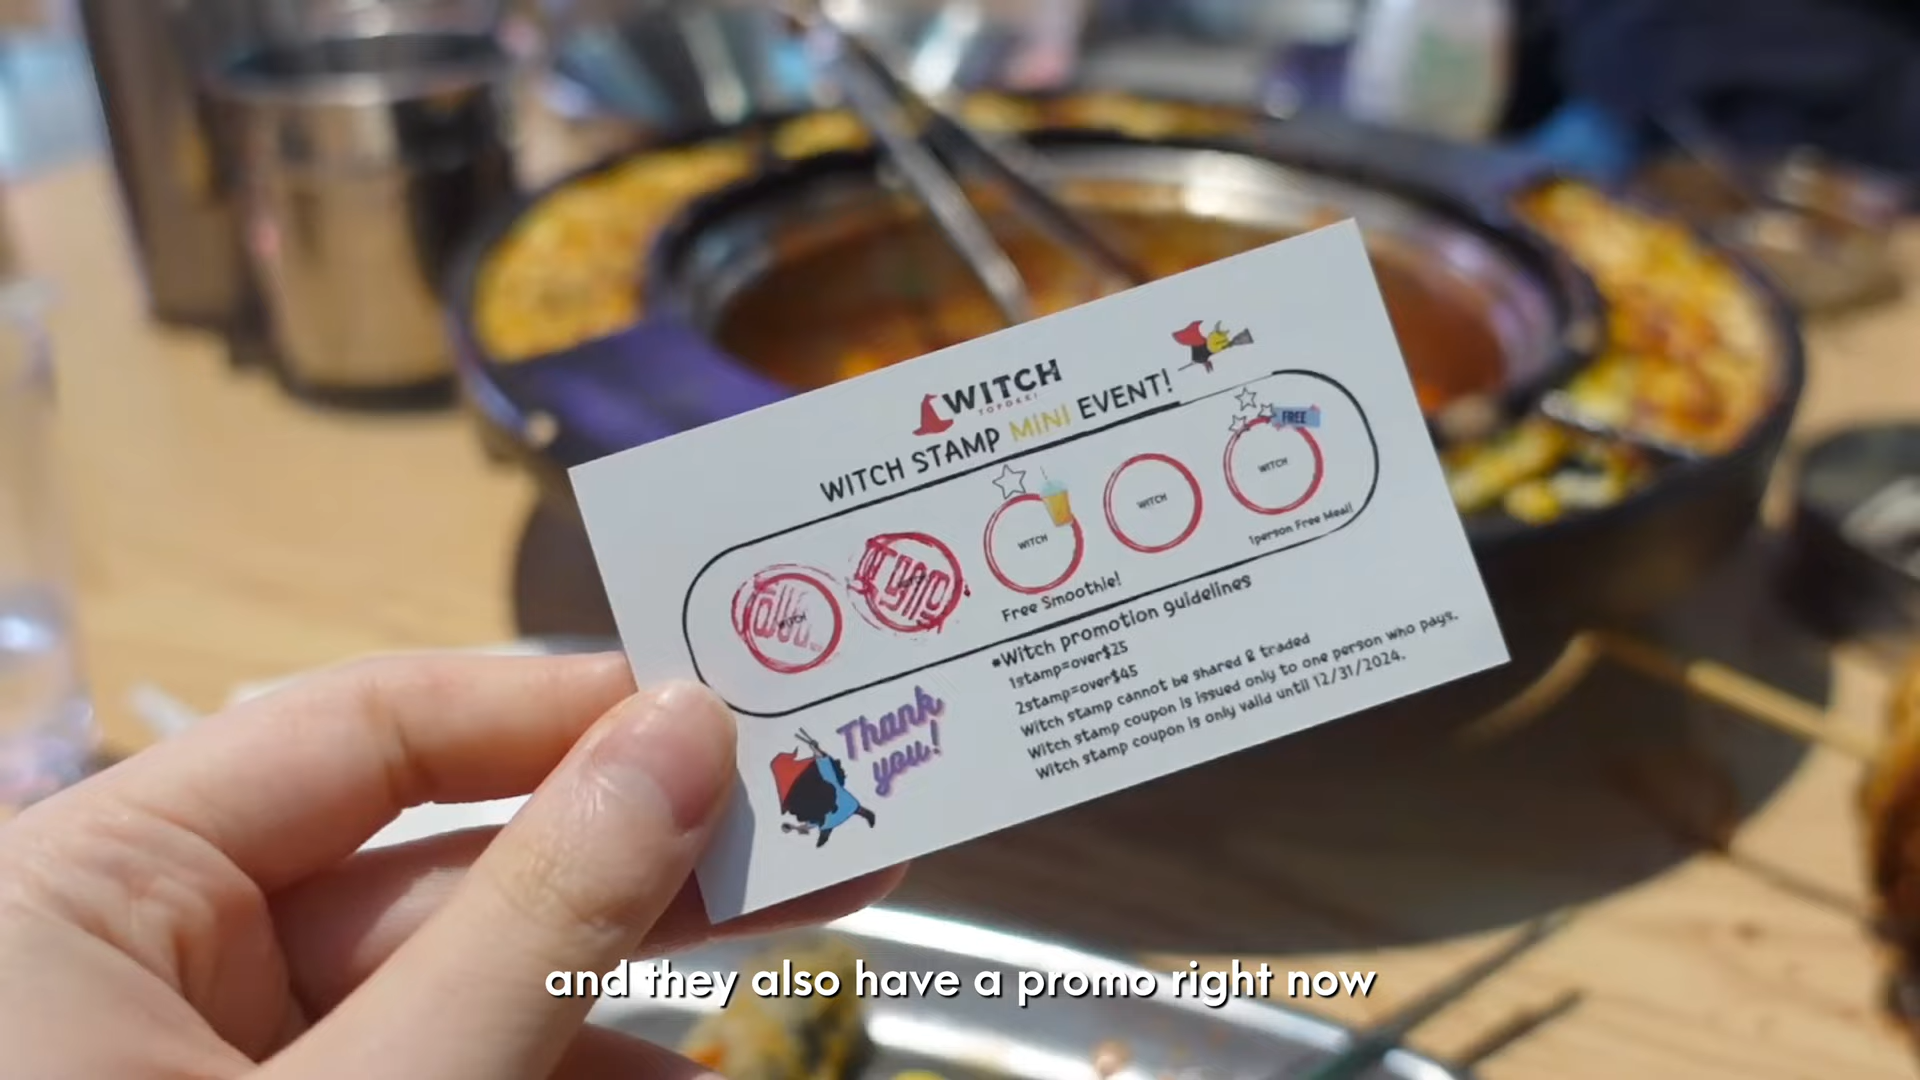 WITCH
TOPOKKI
WITCH STAMP MINI EVENT!
FREE
WITCH
WITCH
WITCH
WITCH
Free Smoothie!
1person Free Meal!
*Witch promotion guidelines
1stamp=over$25
2stamp=over$45
Witch stamp cannot be shared & traded
Witch stamp coupon is issued only to one person who pays.
Witch stamp coupon is only valid until 12/31/2024.
Thank
you!
and they also have a promo right now